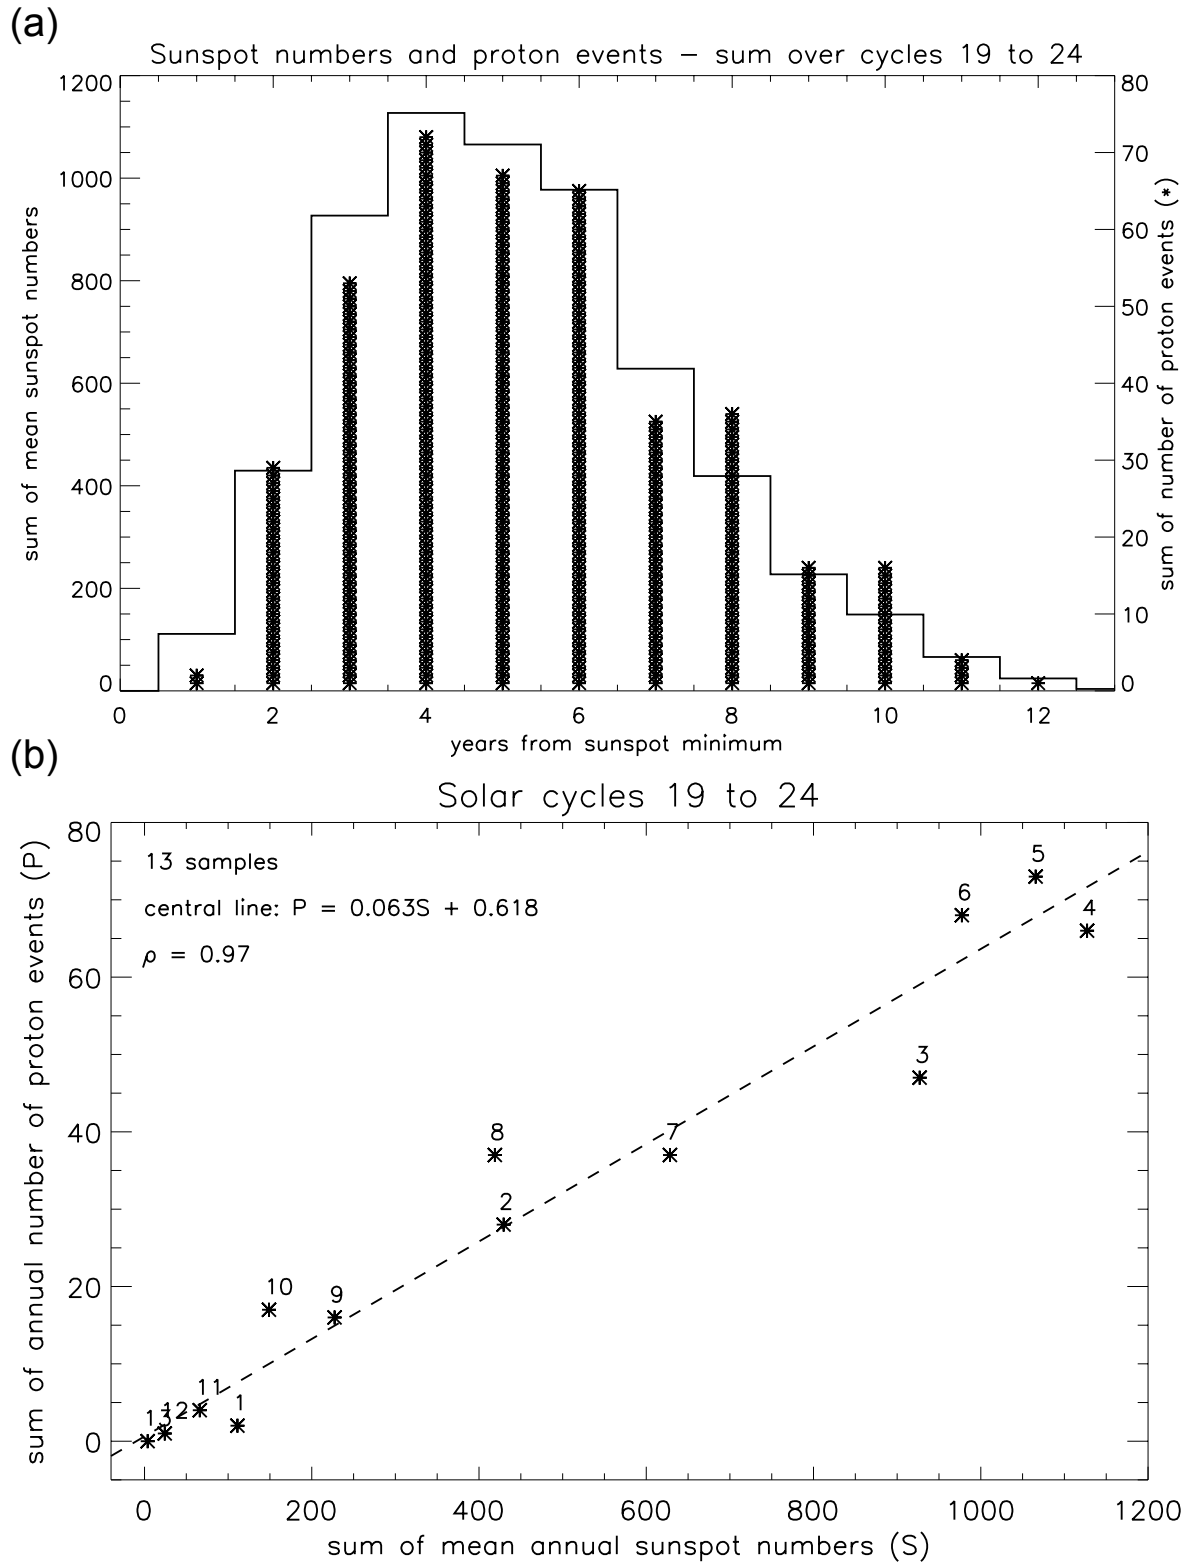 (a)
Sunspot numbers and proton events – sum over cycles 19 to 24
1200
1000
800
600
400
200
0
sum of mean sunspot numbers
80
70
60
50
40
30
20
10
0
sum of number of proton events (*)
0 2 4 6 8 10 12
years from sunspot minimum
(b)
Solar cycles 19 to 24
80
60
40
20
0
sum of annual number of proton events (P)
13 samples
central line: P = 0.063S + 0.618
ρ = 0.97
5
6
4
3
8
7
2
10
9
11
1
12
13
0 200 400 600 800 1000 1200
sum of mean annual sunspot numbers (S)